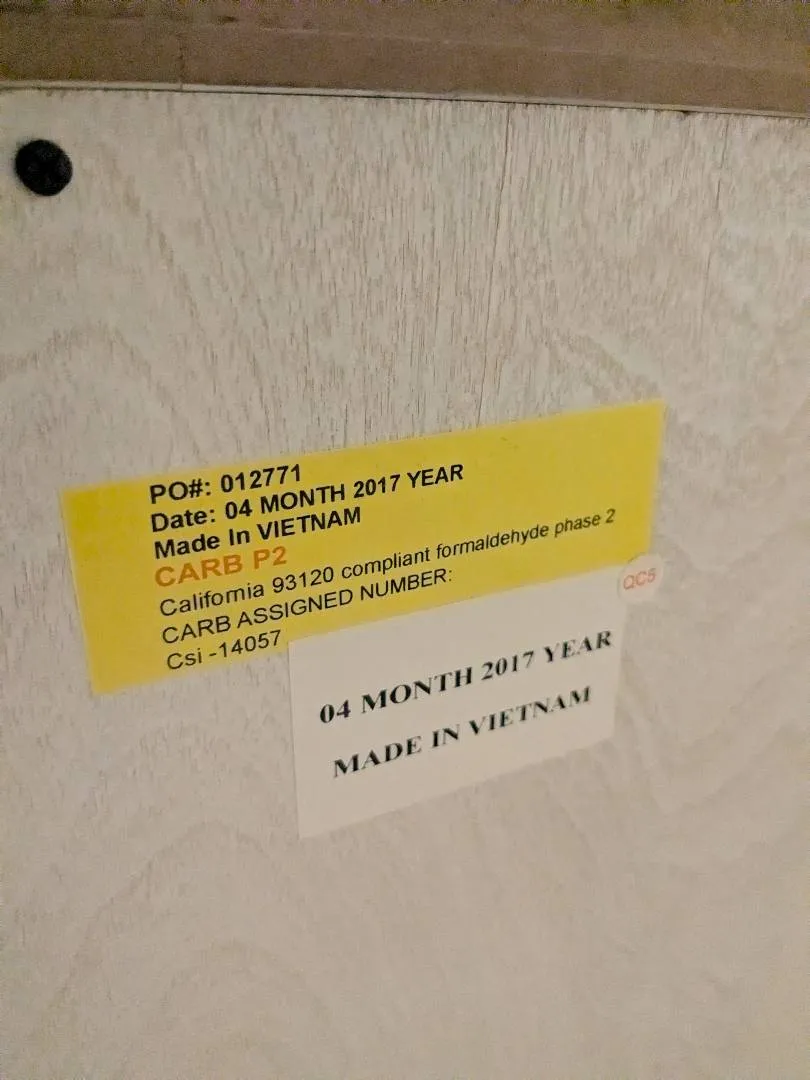 PO#: 012771
Date: 04 MONTH 2017 YEAR
Made In VIETNAM
CARB P2
California 93120 compliant formaldehyde phase 2
CARB ASSIGNED NUMBER:
Csi -14057
QC5
04 MONTH 2017 YEAR
MADE IN VIETNAM